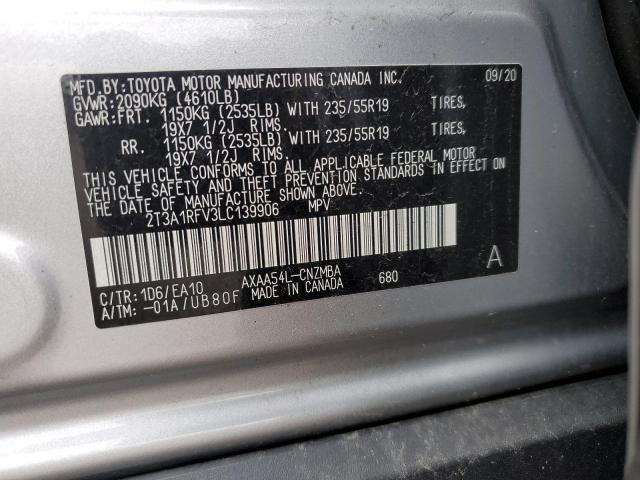 MFD.BY:TOYOTA MOTOR MANUFACTURING CANADA INC. 09/20
GVWR:2090KG (4610LB)
GAWR:FRT. 1150KG (2535LB) WITH 235/55R19 TIRES,
19X7 1/2J RIMS.
RR. 1150KG (2535LB) WITH 235/55R19 TIRES,
19X7 1/2J RIMS.
THIS VEHICLE CONFORMS TO ALL APPLICABLE FEDERAL MOTOR
VEHICLE SAFETY AND THEFT PREVENTION STANDARDS IN EFFECT ON
THE DATE OF MANUFACTURE SHOWN ABOVE.
2T3A1RFV3LC139906 MPV
C/TR:1D6/EA10 AXAA54L-CNZMBA 680 A
A/TM:-01A/UB80F MADE IN CANADA